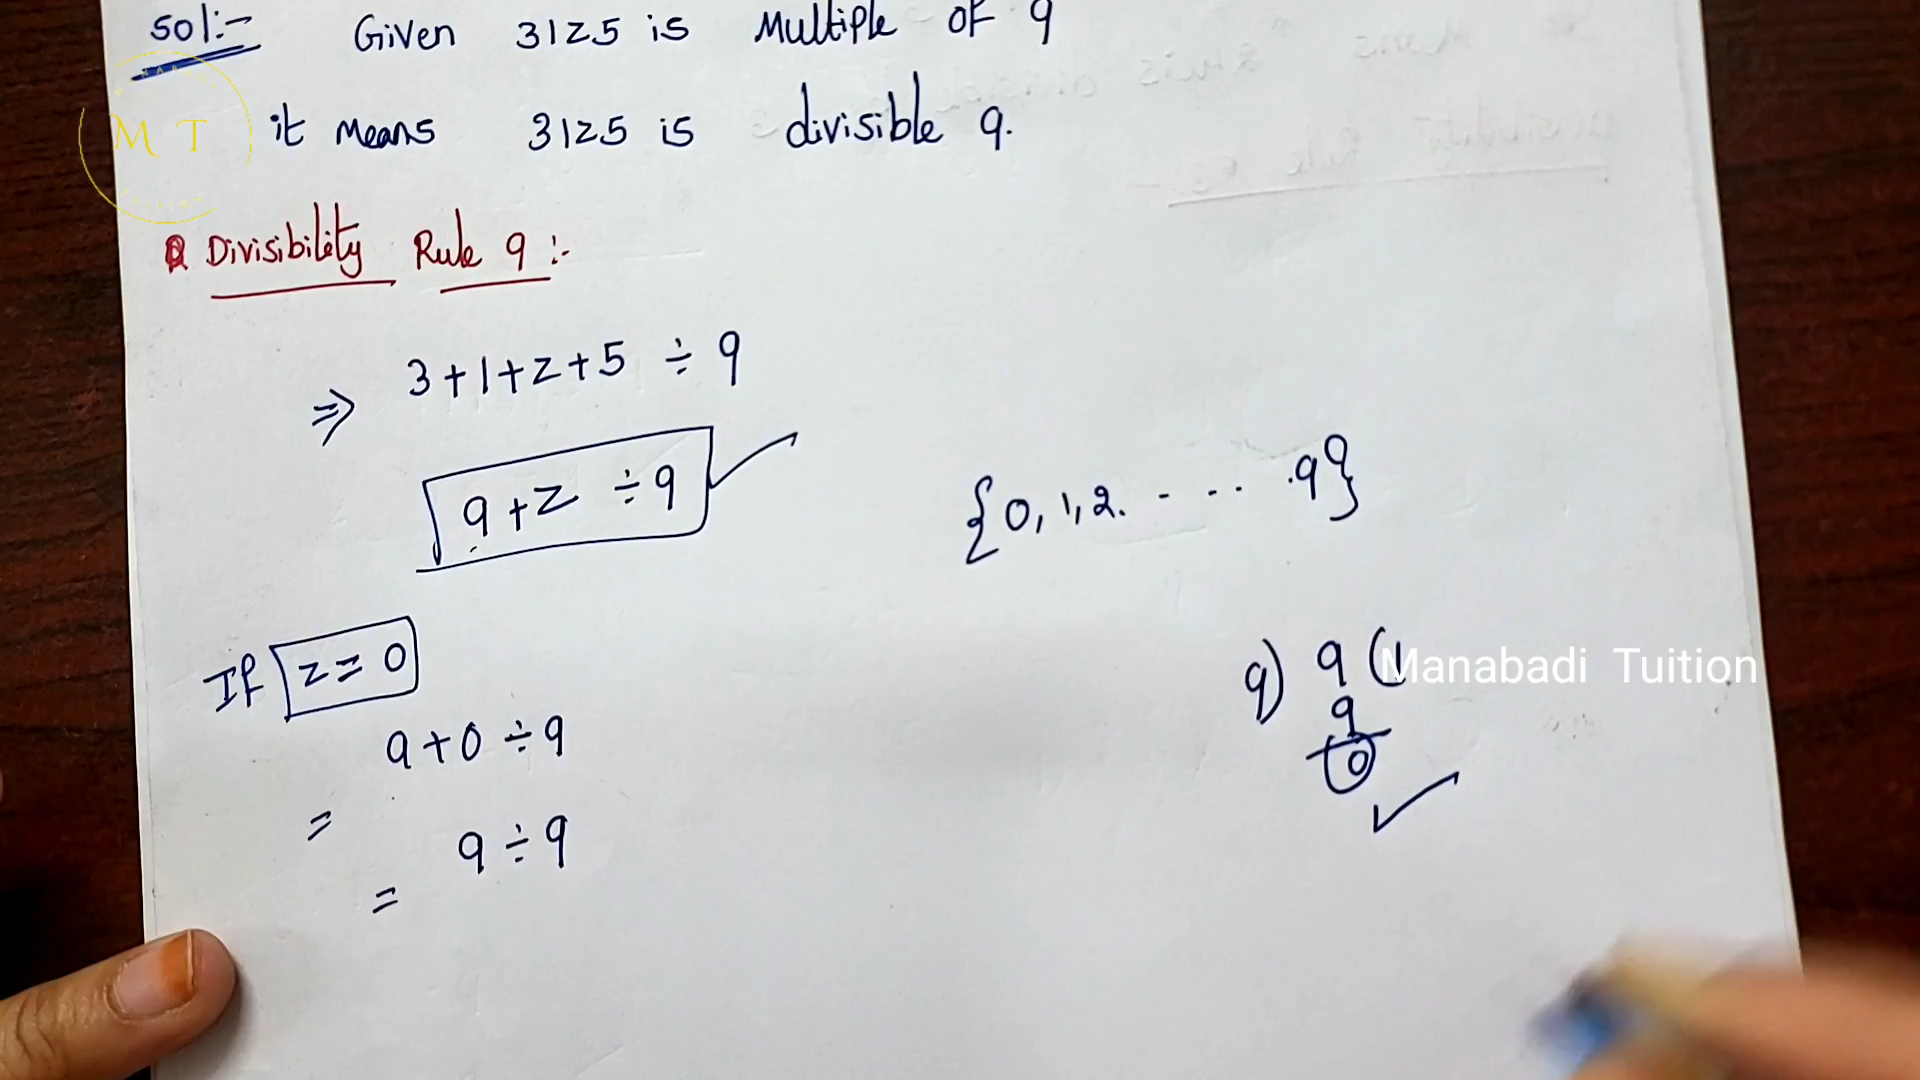 Sol:-
Given 31z5 is Multiple of 9
it Means 31z5 is divisible 9.
M T
Divisibility Rule 9 :-
⇒ 3+1+z+5 ÷ 9
9+z ÷9
{0, 1, 2. - - . . 9}
If z=0
9+0 ÷9
= 9÷9
=
9) 9 (1
9
0
Manabadi Tuition